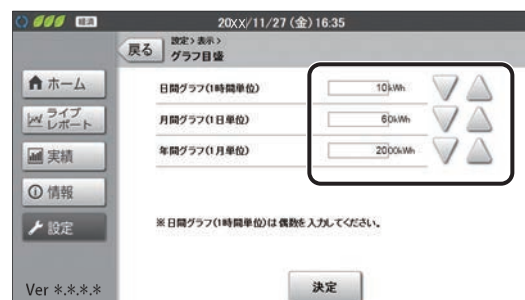 経済 20XX/11/27(金)16:35
戻る 設定>表示>
グラフ目盛
ホーム
ライブ
レポート
実績
情報
設定
日間グラフ(1時間単位) 10kWh
月間グラフ(1日単位) 60kWh
年間グラフ(1月単位) 2000kWh
※日間グラフ(1時間単位)は偶数を入力してください。
決定
Ver *.*.*.*